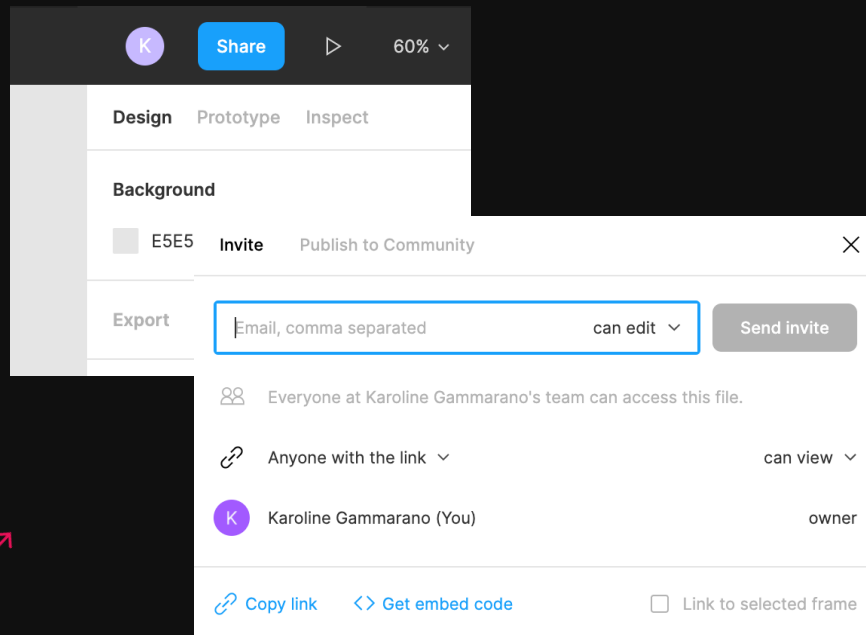 K Share 60%
Design Prototype Inspect
Background
E5E5
Export
Invite Publish to Community
Email, comma separated can edit Send invite
Everyone at Karoline Gammarano's team can access this file.
Anyone with the link can view
K Karoline Gammarano (You) owner
Copy link Get embed code Link to selected frame